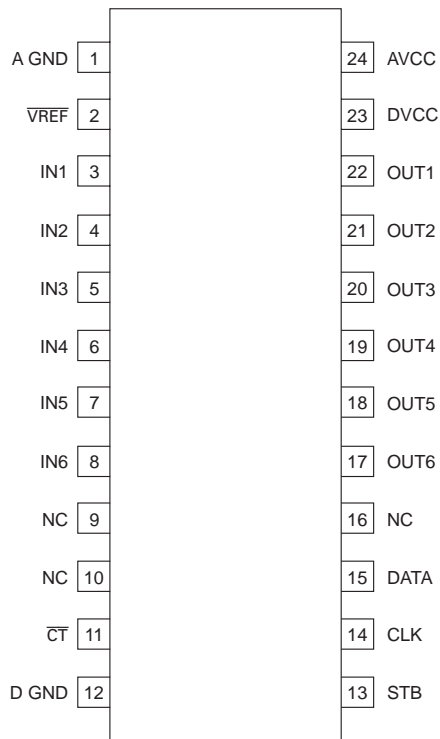 A GND 1 24 AVCC
V̅R̅E̅F̅ 2 23 DVCC
IN1 3 22 OUT1
IN2 4 21 OUT2
IN3 5 20 OUT3
IN4 6 19 OUT4
IN5 7 18 OUT5
IN6 8 17 OUT6
NC 9 16 NC
NC 10 15 DATA
C̅T̅ 11 14 CLK
D GND 12 13 STB